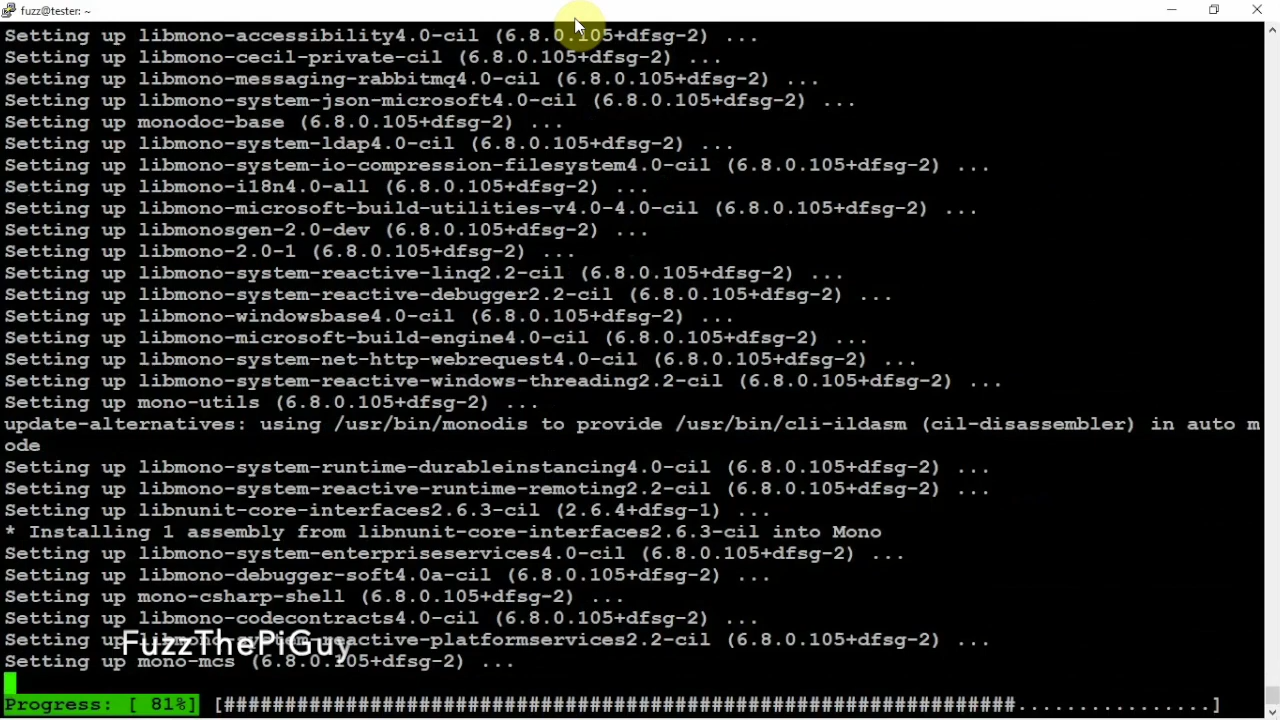 fuzz@tester: ~
Setting up libmono-accessibility4.0-cil (6.8.0.105+dfsg-2) ...
Setting up libmono-cecil-private-cil (6.8.0.105+dfsg-2) ...
Setting up libmono-messaging-rabbitmq4.0-cil (6.8.0.105+dfsg-2) ...
Setting up libmono-system-json-microsoft4.0-cil (6.8.0.105+dfsg-2) ...
Setting up monodoc-base (6.8.0.105+dfsg-2) ...
Setting up libmono-system-ldap4.0-cil (6.8.0.105+dfsg-2) ...
Setting up libmono-system-io-compression-filesystem4.0-cil (6.8.0.105+dfsg-2) ...
Setting up libmono-i18n4.0-all (6.8.0.105+dfsg-2) ...
Setting up libmono-microsoft-build-utilities-v4.0-4.0-cil (6.8.0.105+dfsg-2) ...
Setting up libmonosgen-2.0-dev (6.8.0.105+dfsg-2) ...
Setting up libmono-2.0-1 (6.8.0.105+dfsg-2) ...
Setting up libmono-system-reactive-linq2.2-cil (6.8.0.105+dfsg-2) ...
Setting up libmono-system-reactive-debugger2.2-cil (6.8.0.105+dfsg-2) ...
Setting up libmono-windowsbase4.0-cil (6.8.0.105+dfsg-2) ...
Setting up libmono-microsoft-build-engine4.0-cil (6.8.0.105+dfsg-2) ...
Setting up libmono-system-net-http-webrequest4.0-cil (6.8.0.105+dfsg-2) ...
Setting up libmono-system-reactive-windows-threading2.2-cil (6.8.0.105+dfsg-2) ...
Setting up mono-utils (6.8.0.105+dfsg-2) ...
update-alternatives: using /usr/bin/monodis to provide /usr/bin/cli-ildasm (cil-disassembler) in auto m
ode
Setting up libmono-system-runtime-durableinstancing4.0-cil (6.8.0.105+dfsg-2) ...
Setting up libmono-system-reactive-runtime-remoting2.2-cil (6.8.0.105+dfsg-2) ...
Setting up libnunit-core-interfaces2.6.3-cil (2.6.4+dfsg-1) ...
* Installing 1 assembly from libnunit-core-interfaces2.6.3-cil into Mono
Setting up libmono-system-enterpriseservices4.0-cil (6.8.0.105+dfsg-2) ...
Setting up libmono-debugger-soft4.0a-cil (6.8.0.105+dfsg-2) ...
Setting up mono-csharp-shell (6.8.0.105+dfsg-2) ...
Setting up libmono-codecontracts4.0-cil (6.8.0.105+dfsg-2) ...
Setting up libmono-system-reactive-platformservices2.2-cil (6.8.0.105+dfsg-2) ...
FuzzThePiGuy
Setting up mono-mcs (6.8.0.105+dfsg-2) ...
Progress: [ 81%] [#################################################################................]